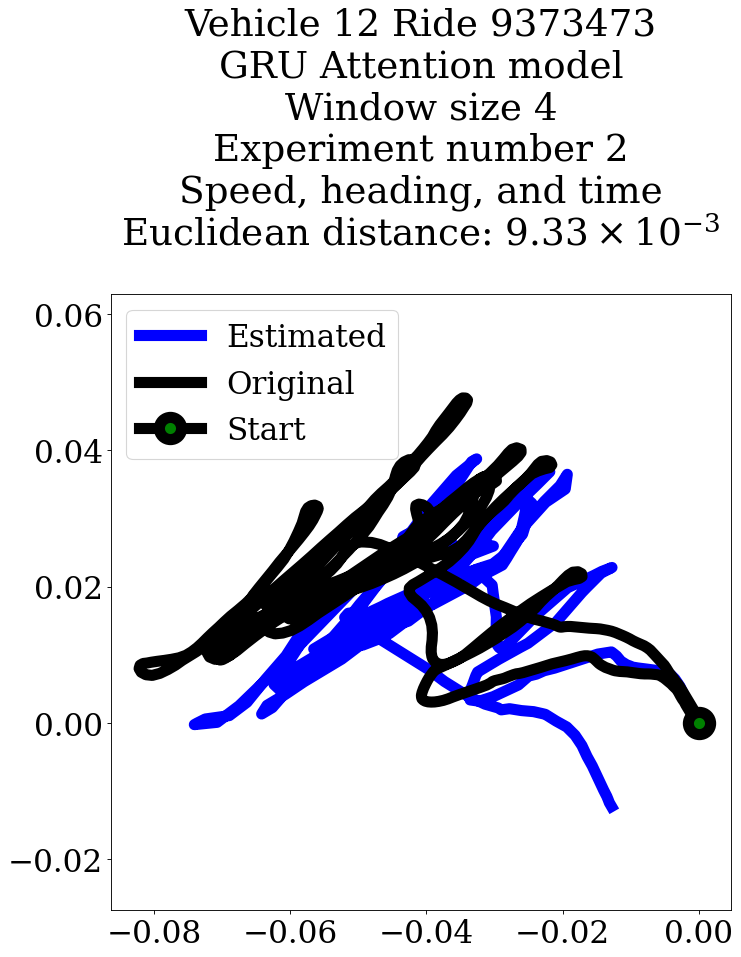 Vehicle 12 Ride 9373473
GRU Attention model
Window size 4
Experiment number 2
Speed, heading, and time
Euclidean distance: 9.33 × 10⁻³
0.06
Estimated
Original
0.04
Start
0.02
0.00
−0.02
−0.08
−0.06
−0.04
−0.02
0.00